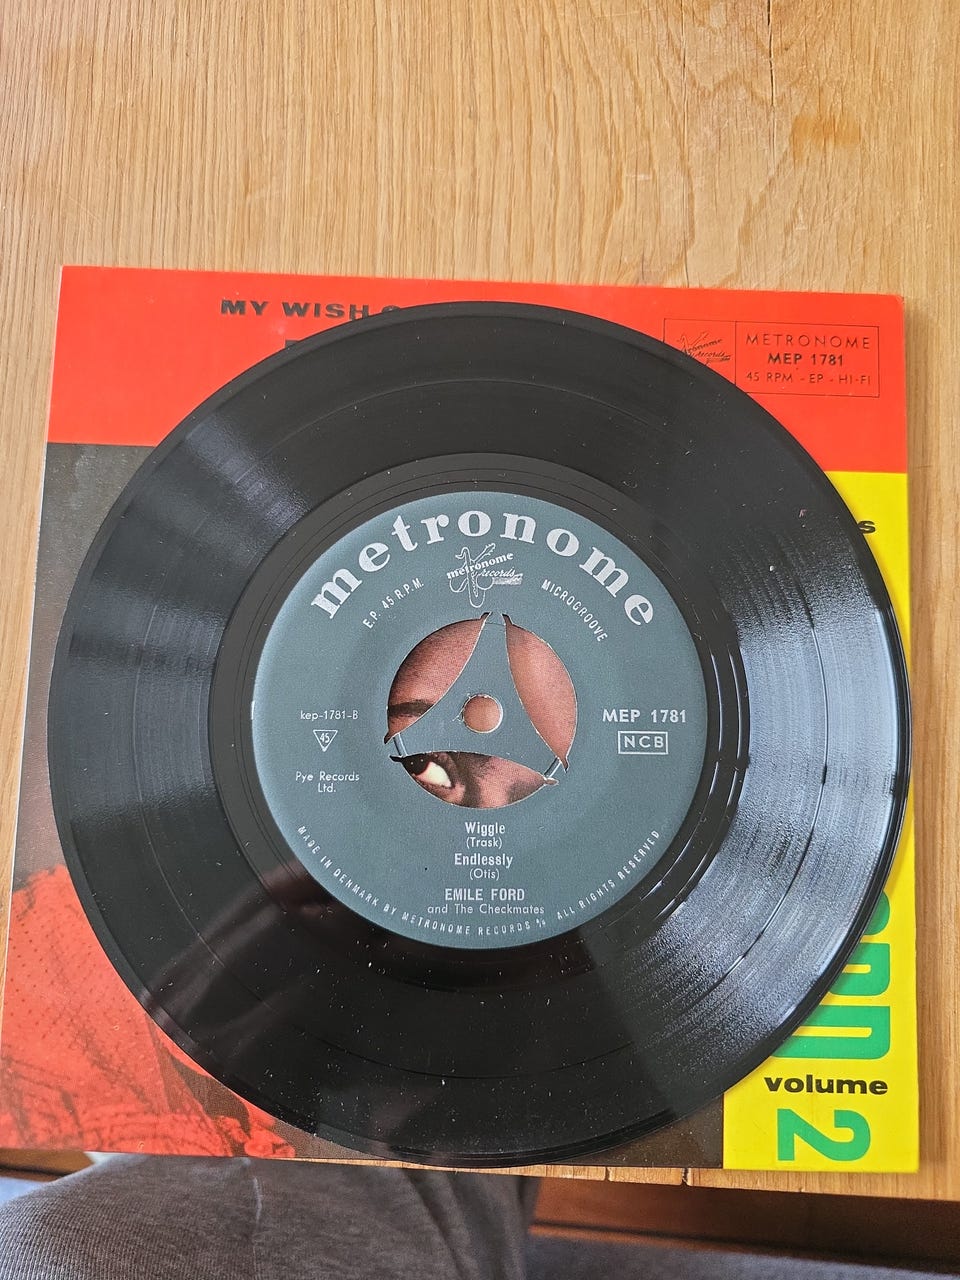 MY WISH
METRONOME
MEP 1781
45 RPM - EP - HI-FI
metronome
metronome
records
E.P. 45 R.P.M.
MICROGROOVE
kep-1781-B
45
Pye Records
Ltd.
MEP 1781
NCB
Wiggle
(Trask)
Endlessly
(Otis)
EMILE FORD
and The Checkmates
MADE IN DENMARK BY METRONOME RECORDS A/S ALL RIGHTS RESERVED
volume
2